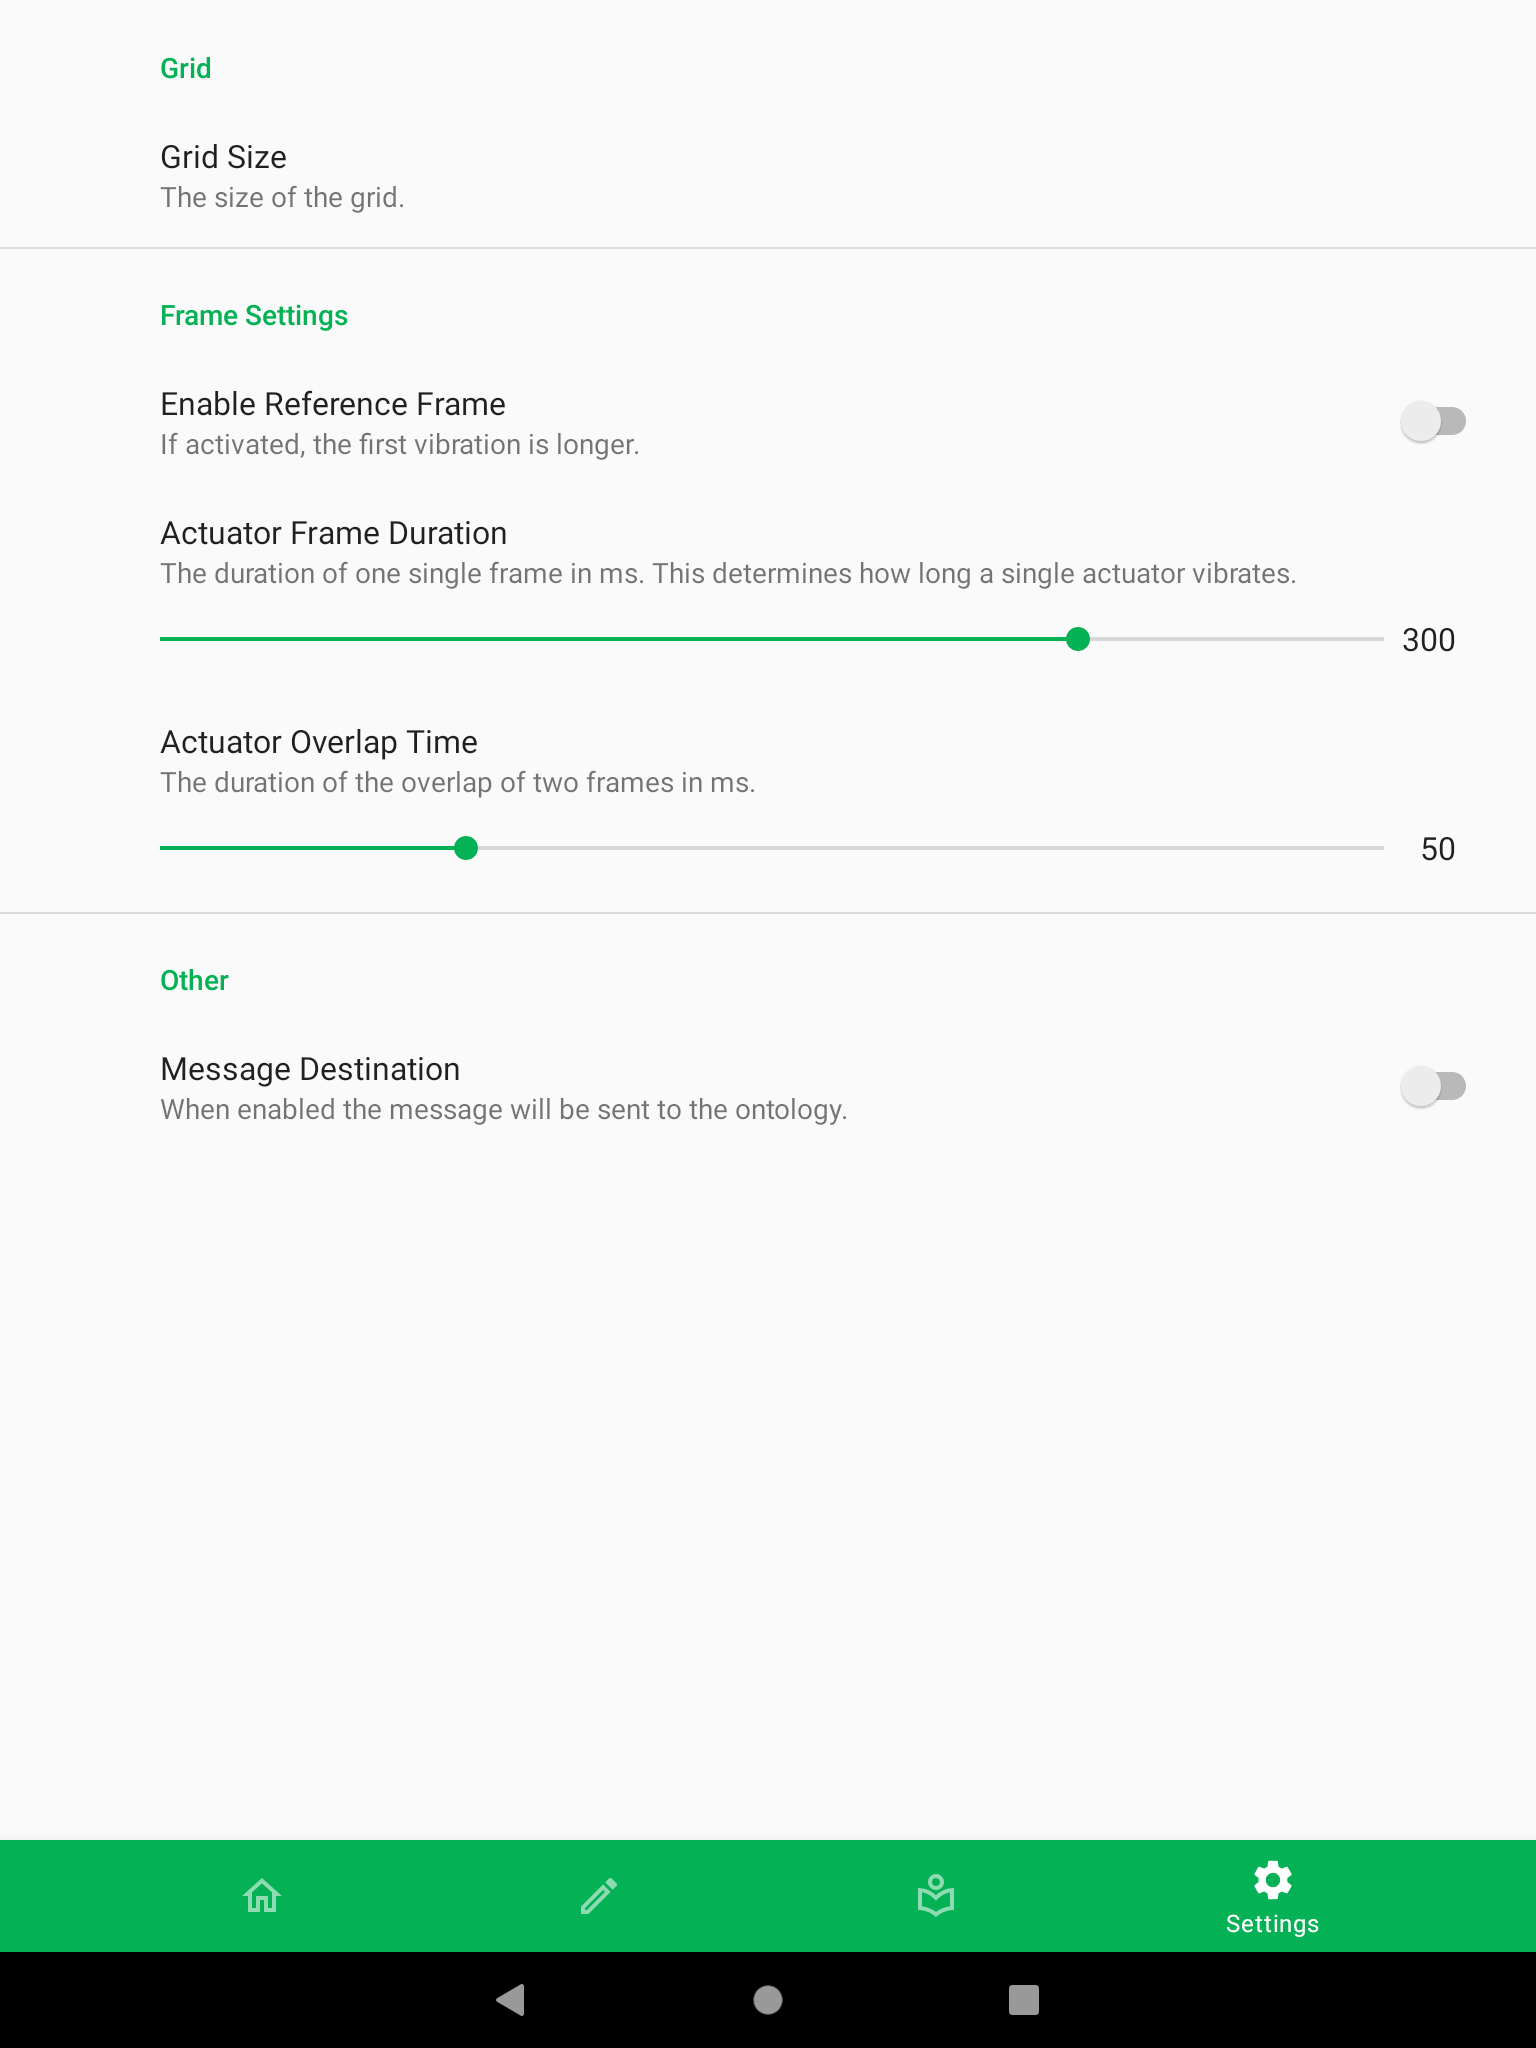 Grid
Grid Size
The size of the grid.
Frame Settings
Enable Reference Frame
If activated, the first vibration is longer.
Actuator Frame Duration
The duration of one single frame in ms. This determines how long a single actuator vibrates.
300
Actuator Overlap Time
The duration of the overlap of two frames in ms.
50
Other
Message Destination
When enabled the message will be sent to the ontology.
Settings